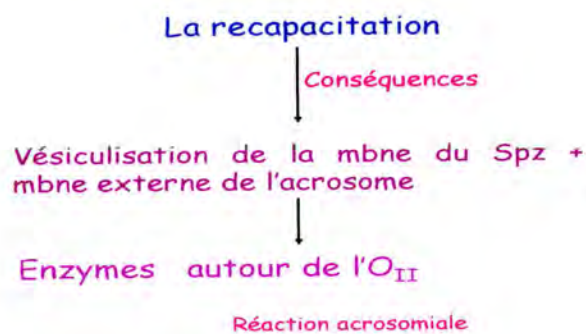 La recapacitation
Conséquences
Vésiculisation de la mbne du Spz +
mbne externe de l'acrosome
Enzymes autour de l'OII
Réaction acrosomiale